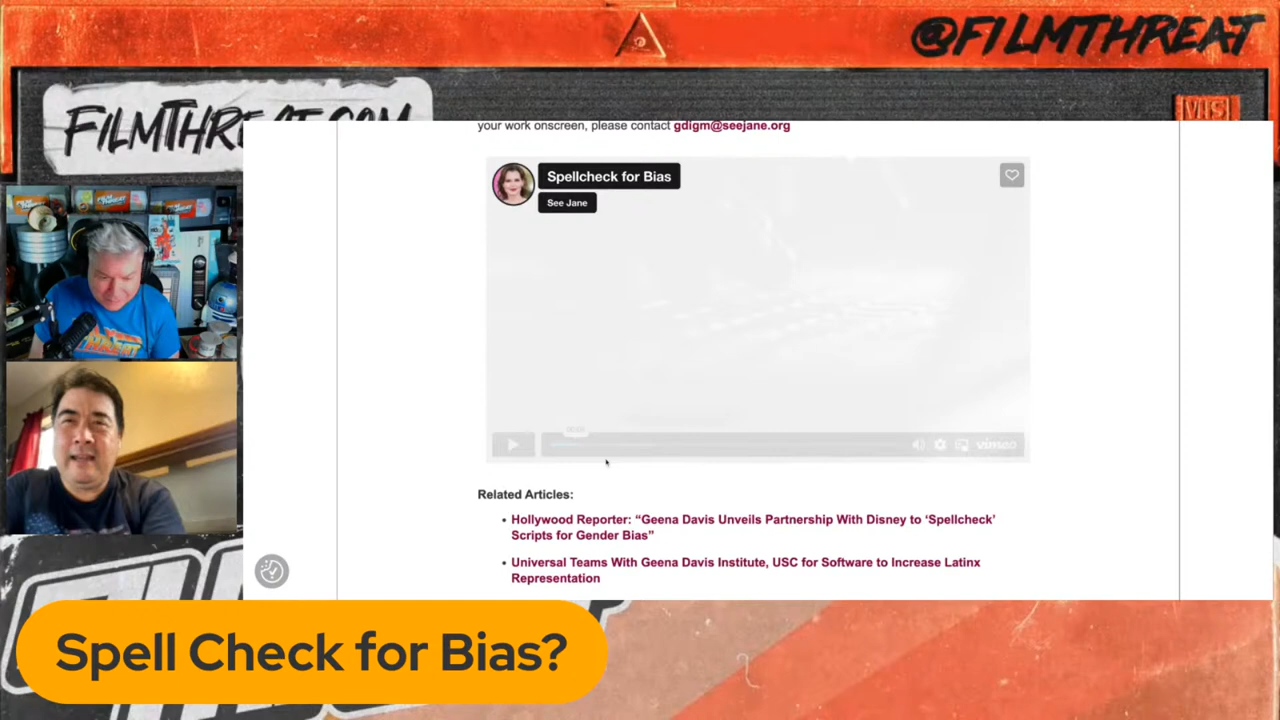 @FILMTHREAT
FILMTHREAT.COM
your work onscreen, please contact gdigm@seejane.org
Spellcheck for Bias
See Jane
vimeo
Related Articles:
• Hollywood Reporter: “Geena Davis Unveils Partnership With Disney to ‘Spellcheck’
Scripts for Gender Bias”
• Universal Teams With Geena Davis Institute, USC for Software to Increase Latinx
Representation
Spell Check for Bias?